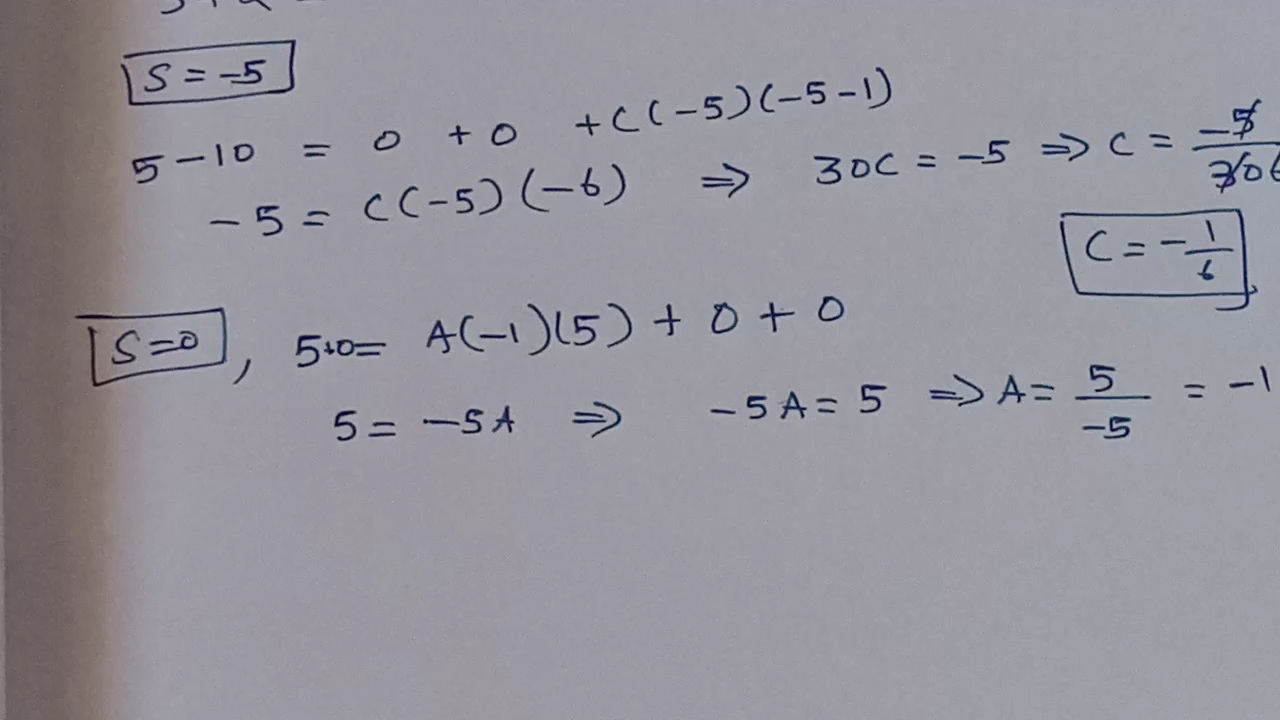 S = -5
5 - 10 = 0 + 0 + C(-5)(-5-1)
-5 = C(-5)(-6) ⇒ 30C = -5 ⇒ C = -5/30 6
C = -1/6
S=0, 5+0= A(-1)(5) + 0 + 0
5 = -5A ⇒ -5A = 5 ⇒ A = 5/-5 = -1